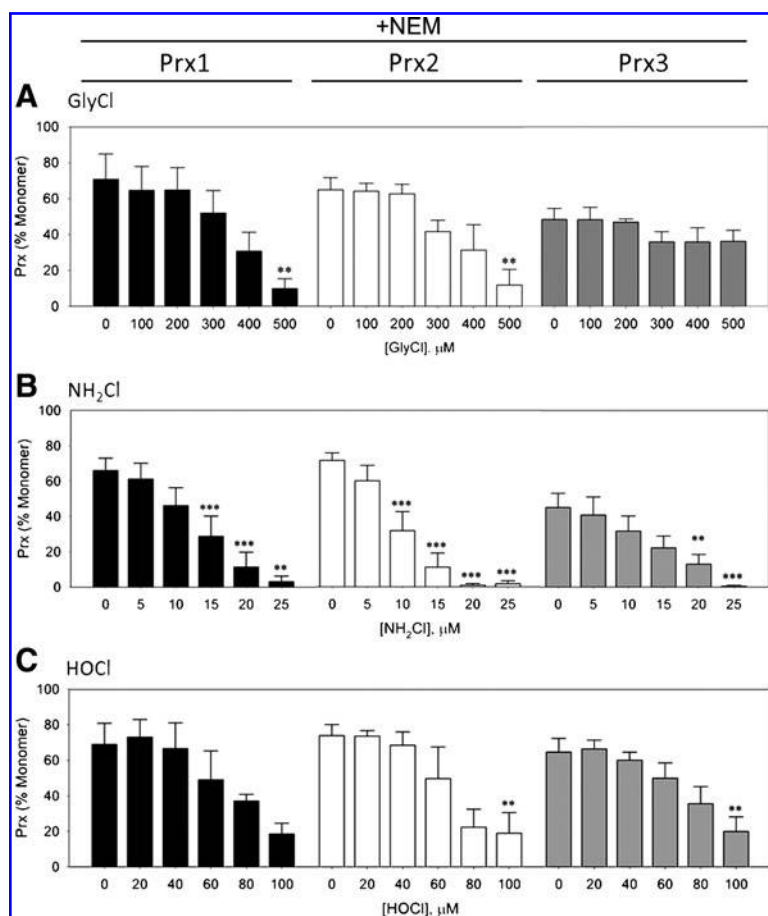 +NEM
Prx1 Prx2 Prx3
A
GlyCl
100
80
60
40
20
0
Prx (% Monomer)
** **
0 100 200 300 400 500 0 100 200 300 400 500 0 100 200 300 400 500
[GlyCl], μM
B
NH₂Cl
100
80
60
40
20
0
Prx (% Monomer)
*** *** ** *** *** *** *** ** ***
0 5 10 15 20 25 0 5 10 15 20 25 0 5 10 15 20 25
[NH₂Cl], μM
C
HOCl
100
80
60
40
20
0
Prx (% Monomer)
** **
0 20 40 60 80 100 0 20 40 60 80 100 0 20 40 60 80 100
[HOCl], μM